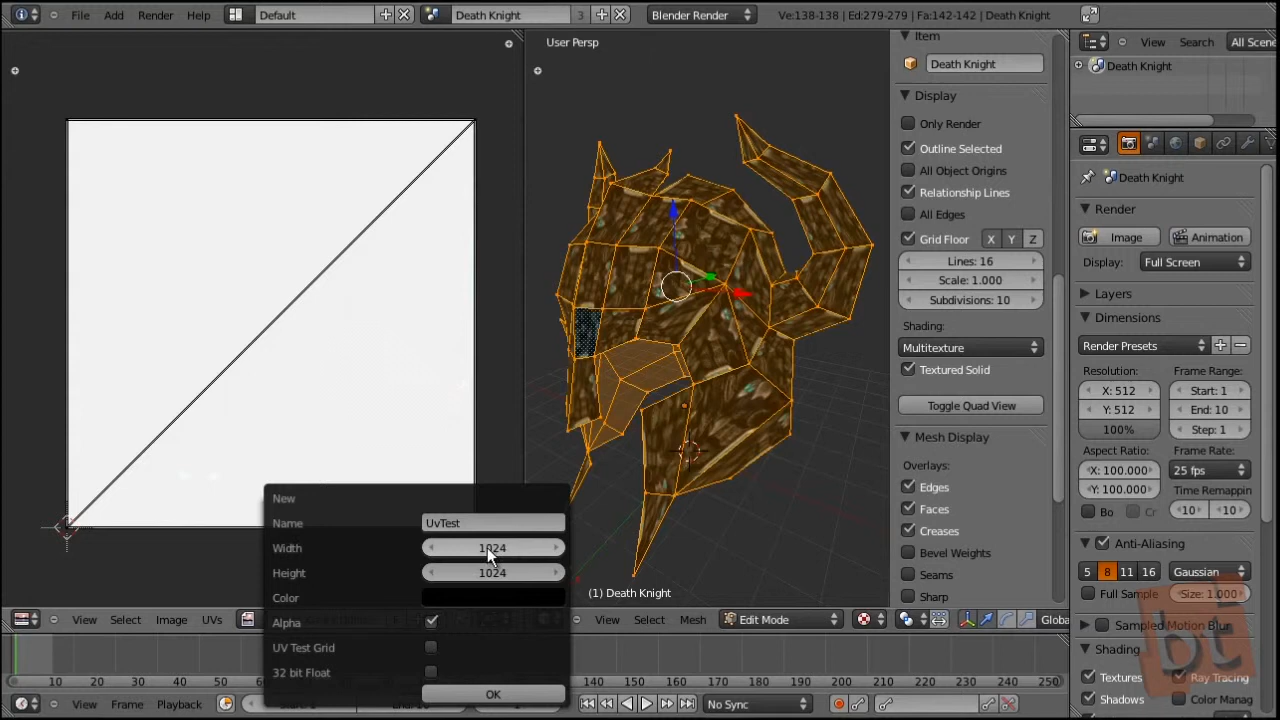 File Add Render Help Default Death Knight 3 Blender Render Ve:138-138 | Ed:279-279 | Fa:142-142 | Death Knight
User Persp
Item
Death Knight
Display
Only Render
Outline Selected
All Object Origins
Relationship Lines
All Edges
Grid Floor X Y Z
Lines: 16
Scale: 1.000
Subdivisions: 10
Shading:
Multitexture
Textured Solid
Toggle Quad View
Mesh Display
Overlays:
Edges
Faces
Creases
Bevel Weights
Seams
Sharp
View Search All Scene
Death Knight
Death Knight
Render
Image Animation
Display: Full Screen
Layers
Dimensions
Render Presets
Resolution: Frame Range:
X: 512 Start: 1
Y: 512 End: 10
100% Step: 1
Aspect Ratio: Frame Rate:
X: 100.000 25 fps
Y: 100.000 Time Remappin
Bo Cr 10 10
Anti-Aliasing
5 8 11 16 Gaussian
Full Sample Size: 1.000
Sampled Motion Blur
Shading
Textures Ray Tracing
Shadows Color Manag
bt
New
Name UvTest
Width 1024
Height 1024
Color
Alpha
UV Test Grid
32 bit Float
OK
(1) Death Knight
View Select Image UVs
View Select Mesh Edit Mode Globa
10 20 30 40 50 140 150 160 170 180 190 200 210 220 230 240 250
View Frame Playback No Sync